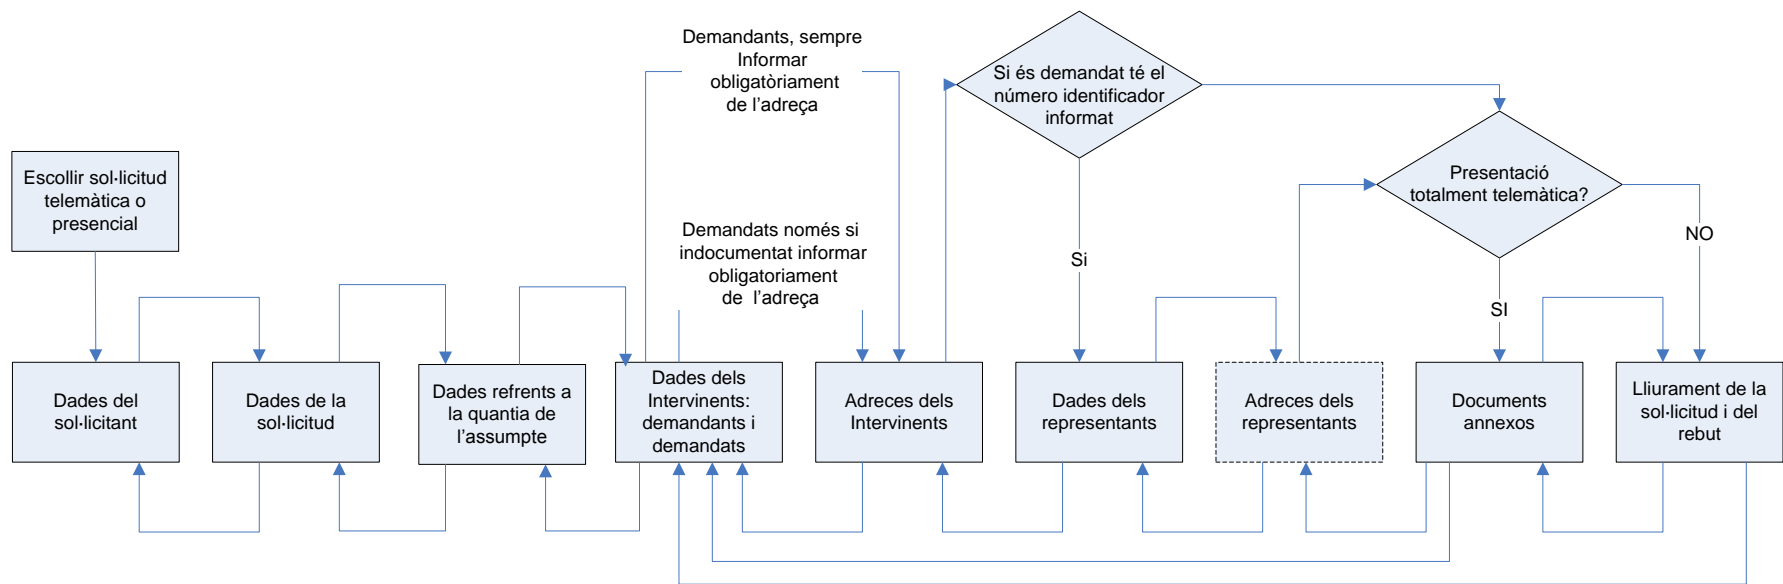 Demandants, sempre
Informar
obligatòriament
de l'adreça
Si és demandat té el
número identificador
informat
Escollir sol·licitud
telemàtica o
presencial
Presentació
totalment telemàtica?
Demandats només si
indocumentat informar
obligatoriament
de l'adreça
NO
Si
SI
Dades del
sol·licitant
Dades de la
sol·licitud
Dades refrents a
la quantia de
l'assumpte
Dades dels
Intervinents:
demandants i
demandats
Adreces dels
Intervinents
Dades dels
representants
Adreces dels
representants
Documents
annexos
Lliurament de la
sol·licitud i del
rebut